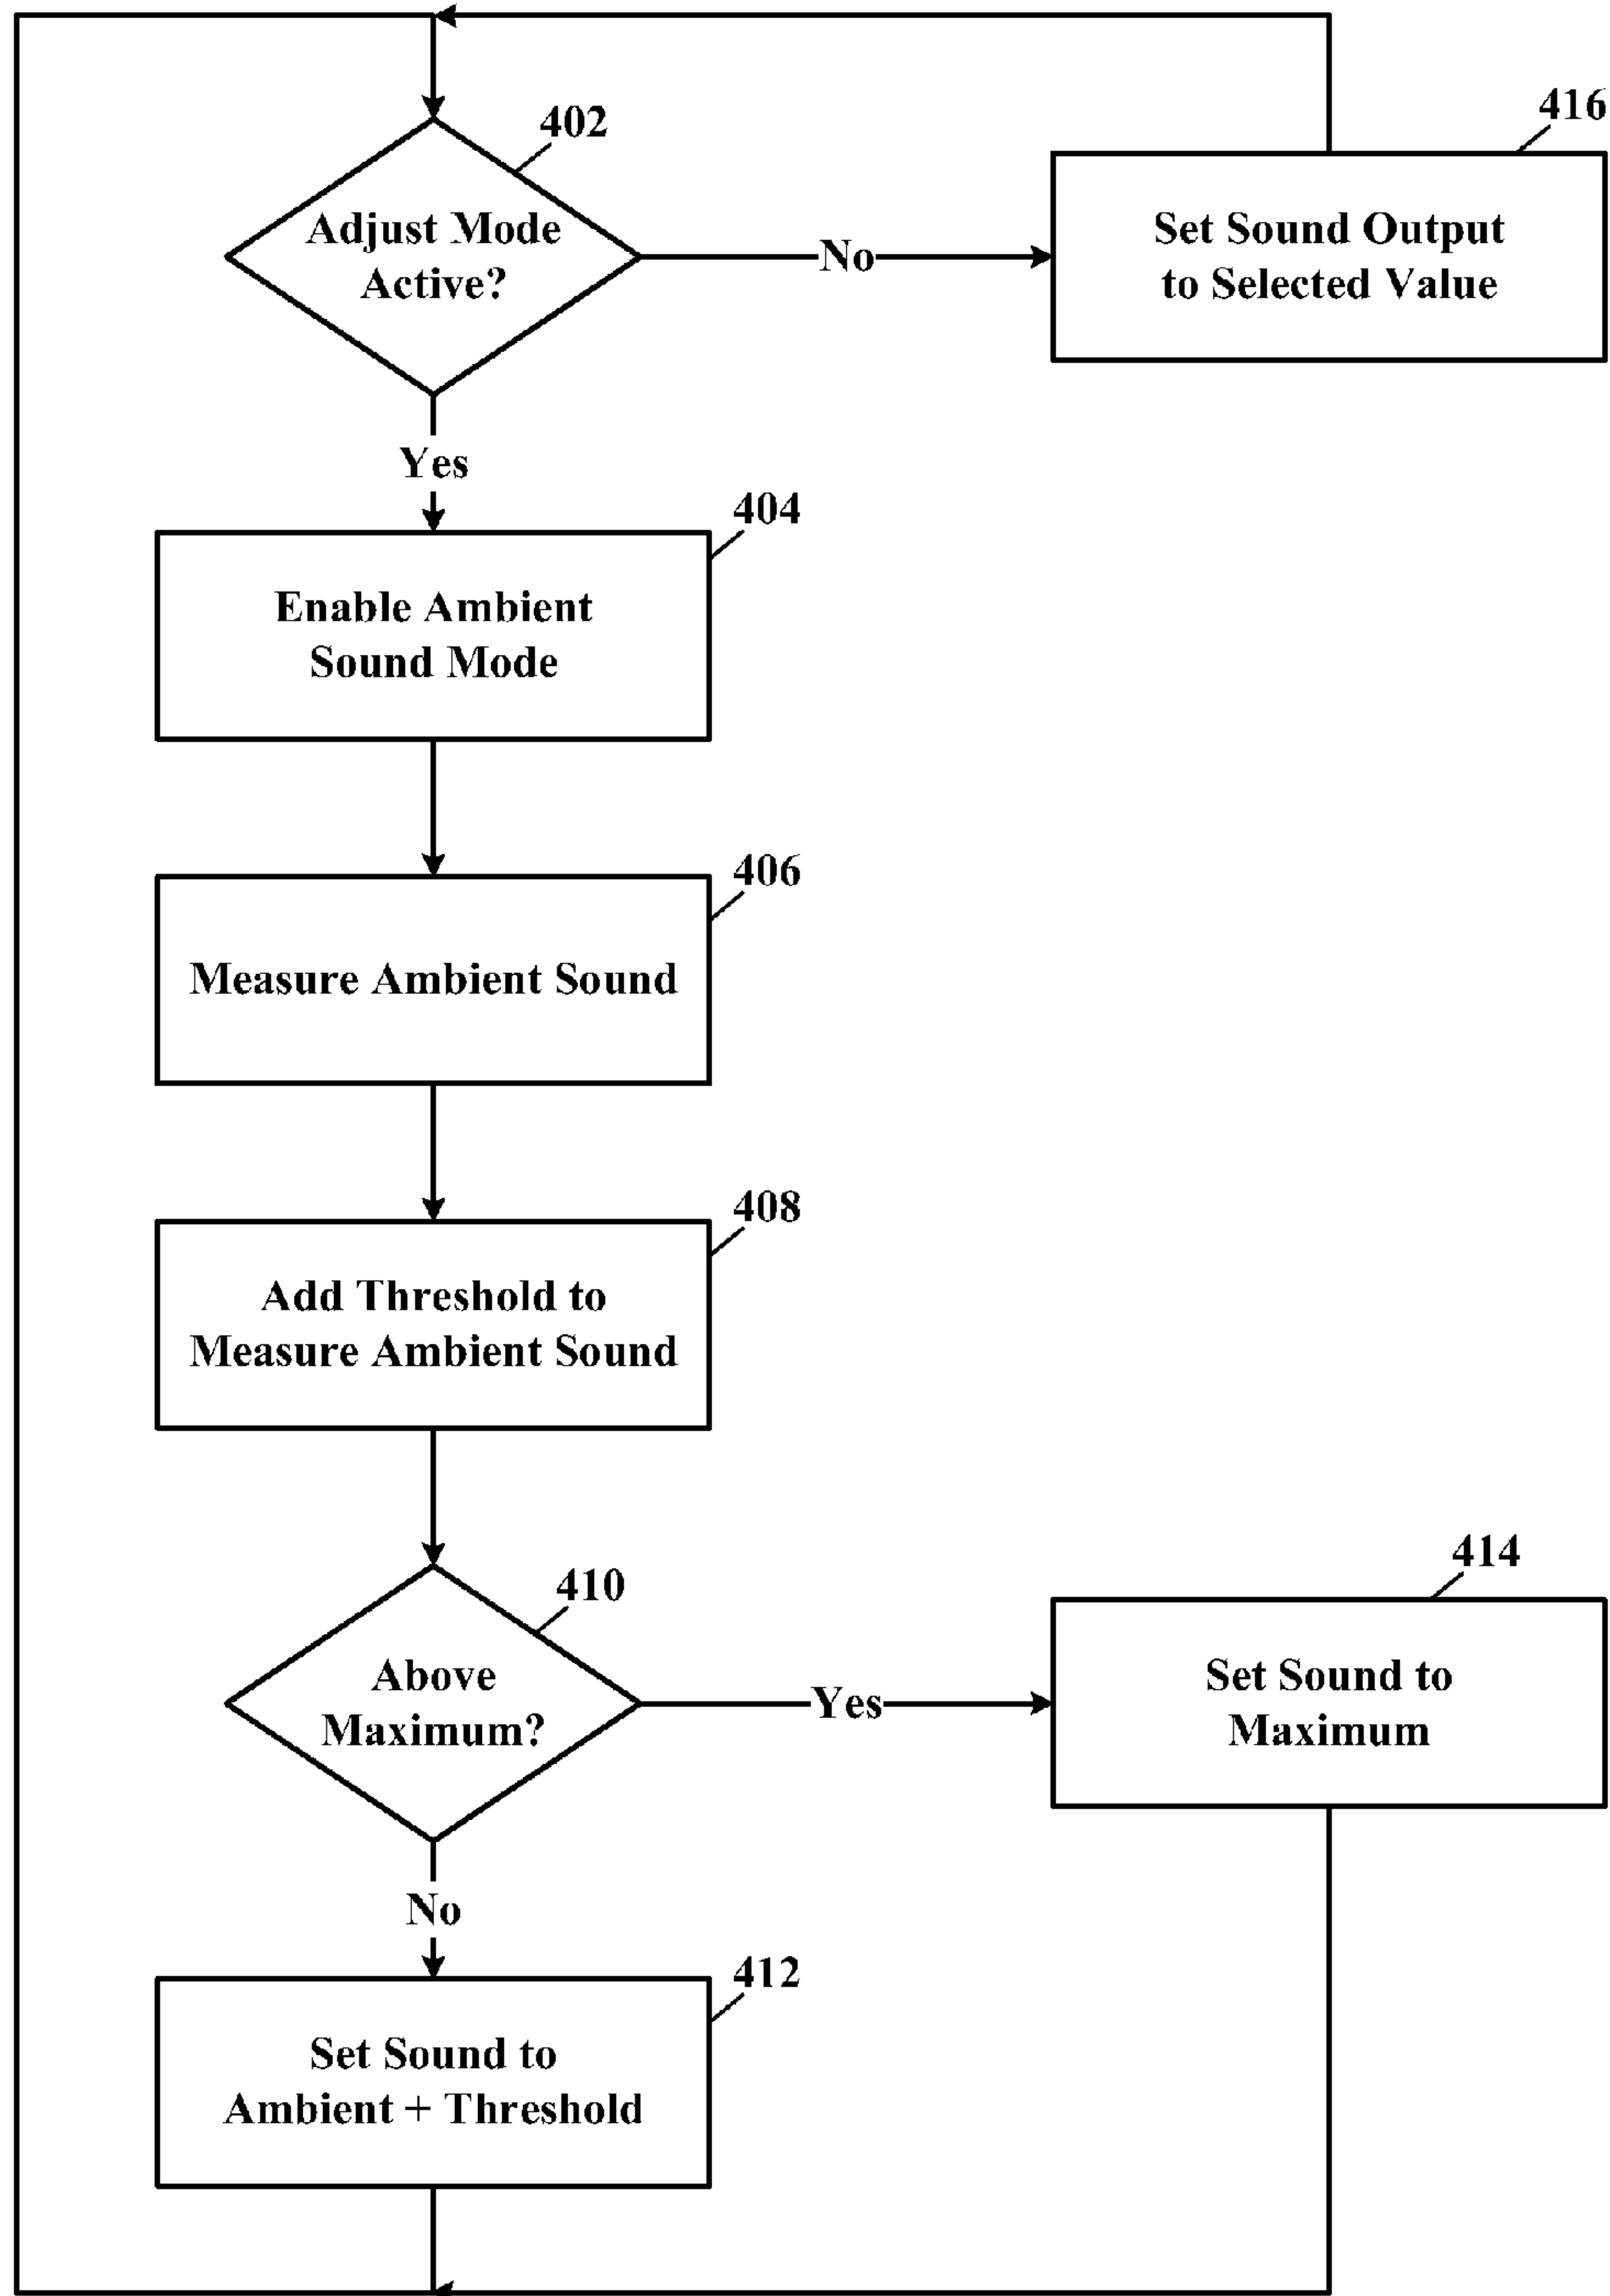 402
416
Adjust Mode
Active?
No
Set Sound Output
to Selected Value
Yes
404
Enable Ambient
Sound Mode
406
Measure Ambient Sound
408
Add Threshold to
Measure Ambient Sound
410
414
Above
Maximum?
Yes
Set Sound to
Maximum
No
412
Set Sound to
Ambient + Threshold